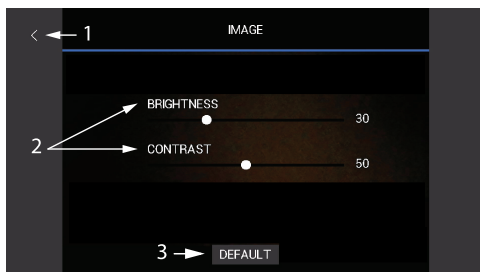 < 1 IMAGE
BRIGHTNESS
30
2
CONTRAST
50
3 DEFAULT